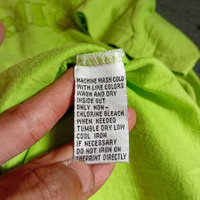 MACHINE WASH COLD
WITH LIKE COLORS
WASH AND DRY
INSIDE OUT
ONLY NON-
CHLORINE BLEACH
WHEN NEEDED
TUMBLE DRY LOW
COOL IRON
IF NECESSARY
DO NOT IRON ON
THEPRINT DIRECTLY